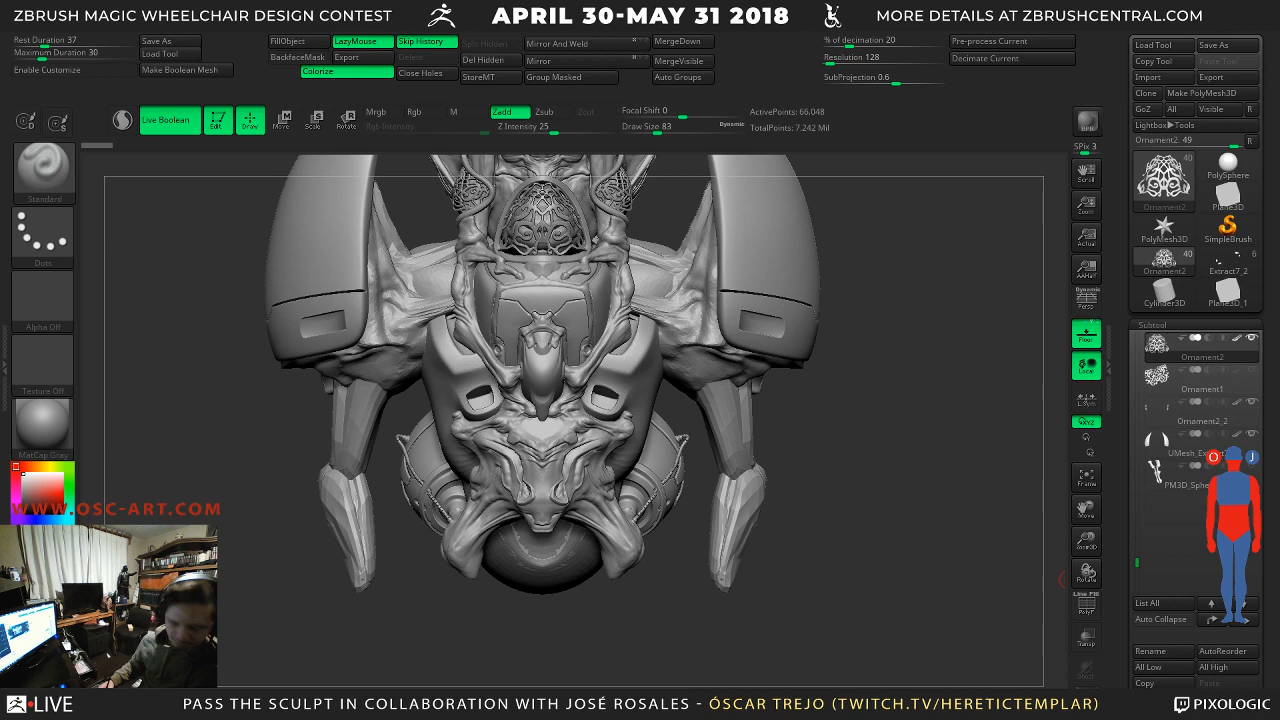 ZBRUSH MAGIC WHEELCHAIR DESIGN CONTEST
APRIL 30-MAY 31 2018
MORE DETAILS AT ZBRUSHCENTRAL.COM
Rest Duration 37
Maximum Duration 30
Enable Customize
Save As
Load Tool
Make Boolean Mesh
FillObject
LazyMouse
Skip History
Split Hidden
Mirror And Weld
MergeDown
BackfaceMask
Export
Delete
Del Hidden
Mirror
MergeVisible
Colorize
Close Holes
StoreMT
Group Masked
Auto Groups
% of decimation 20
Resolution 128
SubProjection 0.6
Pre-process Current
Decimate Current
Live Boolean
Edit
Draw
Move
Scale
Rotate
Mrgb
Rgb
M
Rgb Intensity
Zadd
Zsub
Zcut
Z Intensity 25
Focal Shift 0
Draw Size 83
Dynamic
ActivePoints: 66,048
TotalPoints: 7.242 Mil
Standard
Dots
Alpha Off
Texture Off
MatCap Gray
WWW.OSC-ART.COM
BPR
SPix 3
Scroll
Zoom
Actual
AAHalf
Dynamic
Persp
Floor
Local
L.Sym
XYZ
Frame
Move
Zoom3D
Rotate
Line Fill
PolyF
Transp
Ghost
Load Tool
Save As
Copy Tool
Paste Tool
Import
Export
Clone
Make PolyMesh3D
GoZ
All
Visible
R
Lightbox▶Tools
Ornament2. 49
R
40
Ornament2
PolySphere
Plane3D
PolyMesh3D
SimpleBrush
40
Ornament2
6
Extract7_2
Cylinder3D
Plane3D_1
Subtool
Ornament2
Ornament1
Ornament2_2
O
J
List All
Auto Collapse
Rename
AutoReorder
All Low
All High
Copy
Paste
LIVE
PASS THE SCULPT IN COLLABORATION WITH JOSÉ ROSALES - ÓSCAR TREJO (TWITCH.TV/HERETICTEMPLAR)
PIXOLOGIC